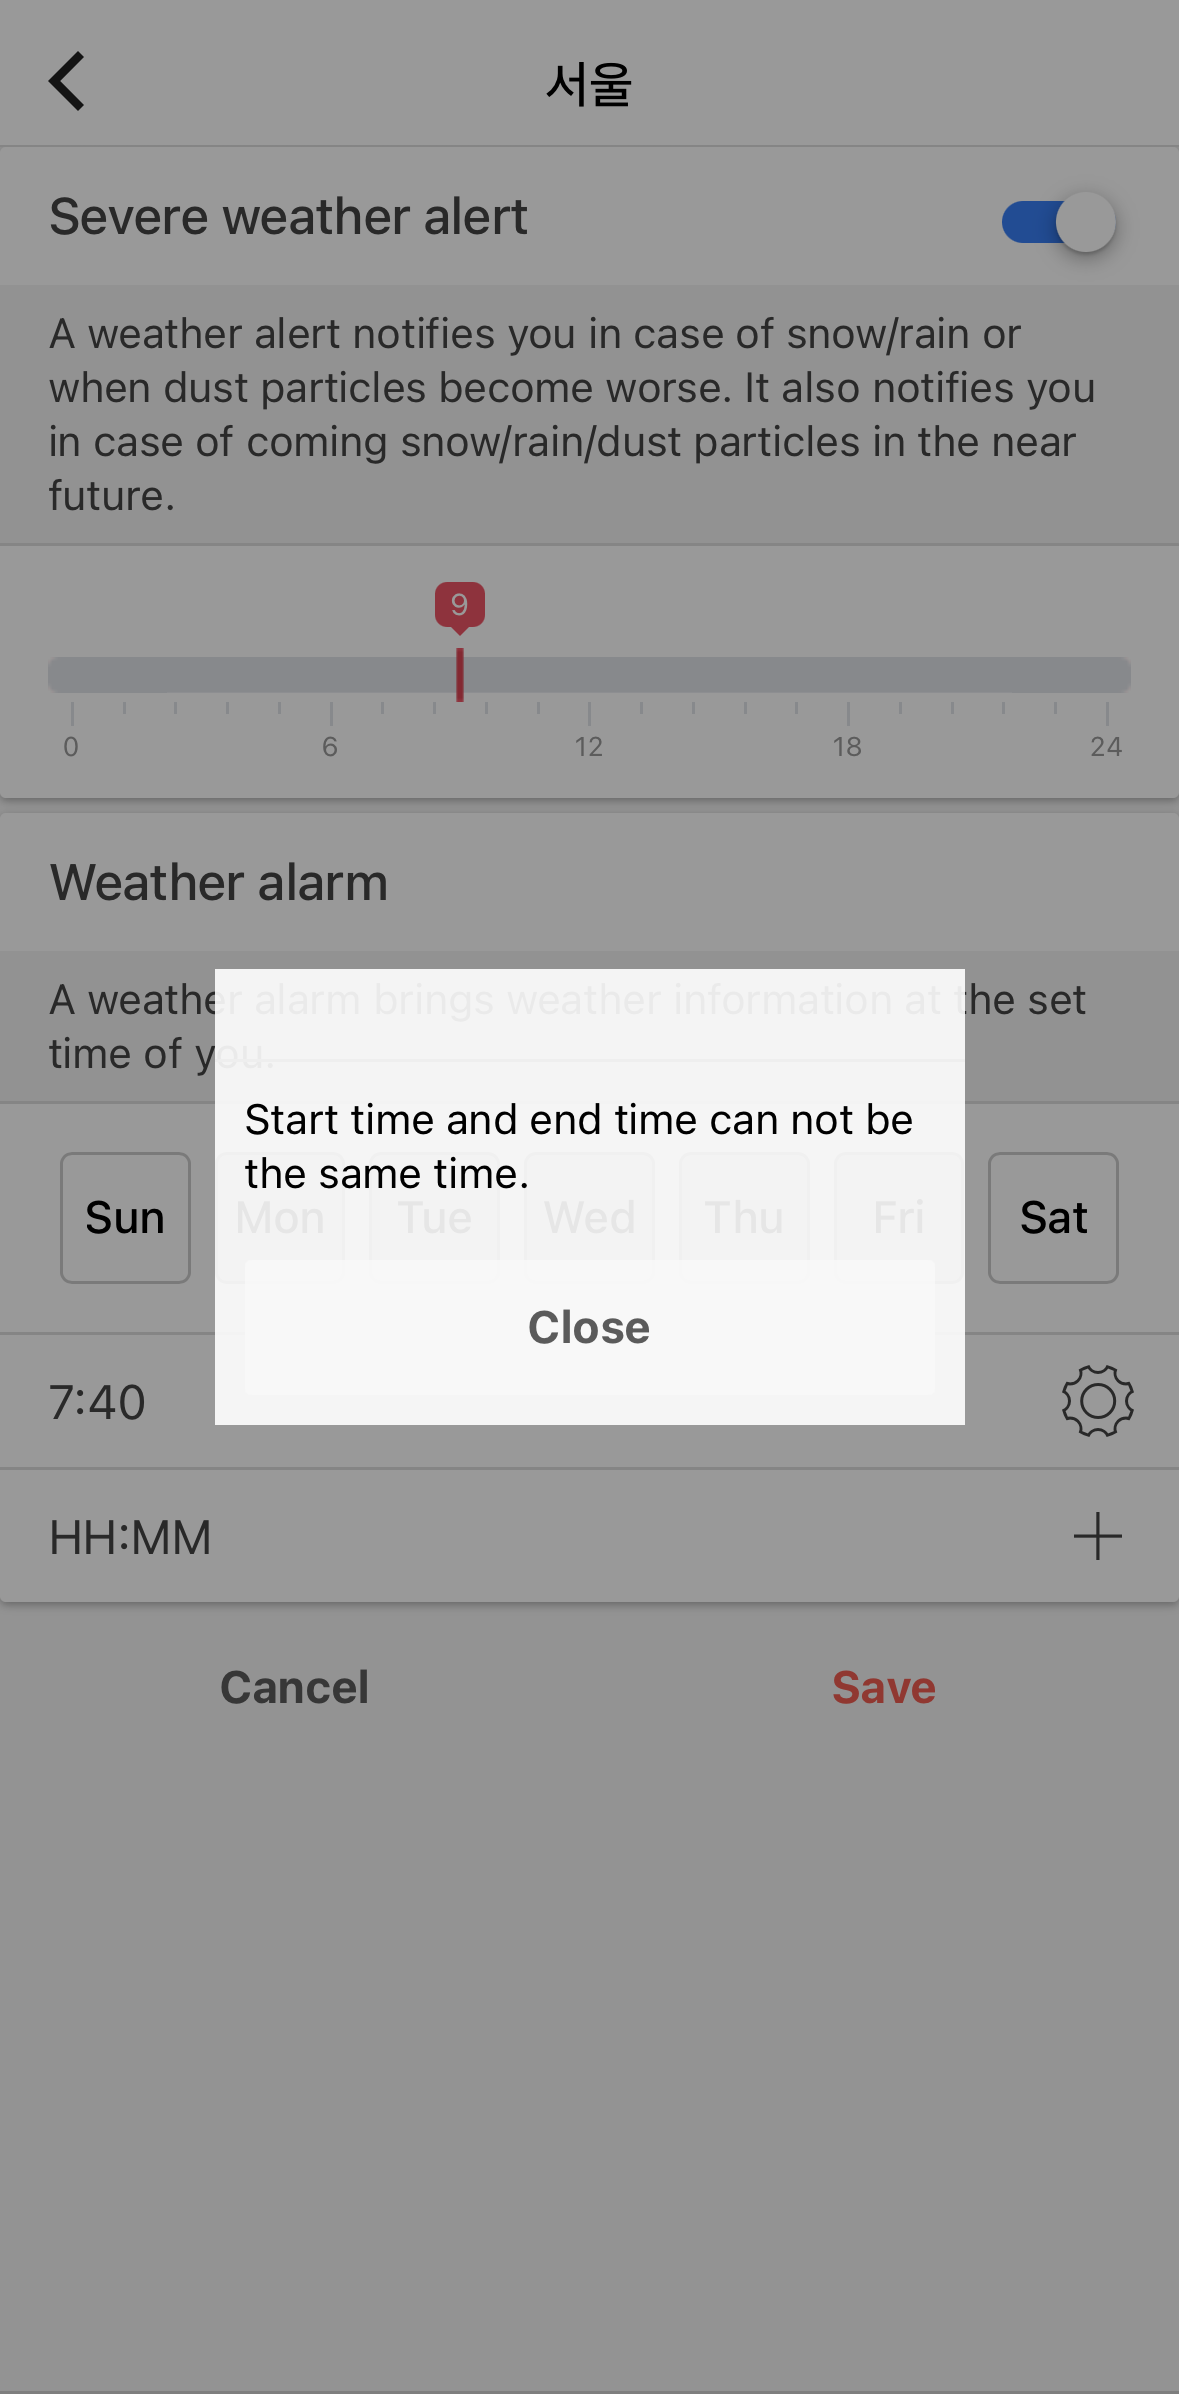 서울
Severe weather alert
A weather alert notifies you in case of snow/rain or
when dust particles become worse. It also notifies you
in case of coming snow/rain/dust particles in the near
future.
9
0 6 12 18 24
Weather alarm
A weather alarm brings weather information at the set
time of you.
Start time and end time can not be
the same time.
Sun Mon Tue Wed Thu Fri Sat
Close
7:40
HH:MM
Cancel Save